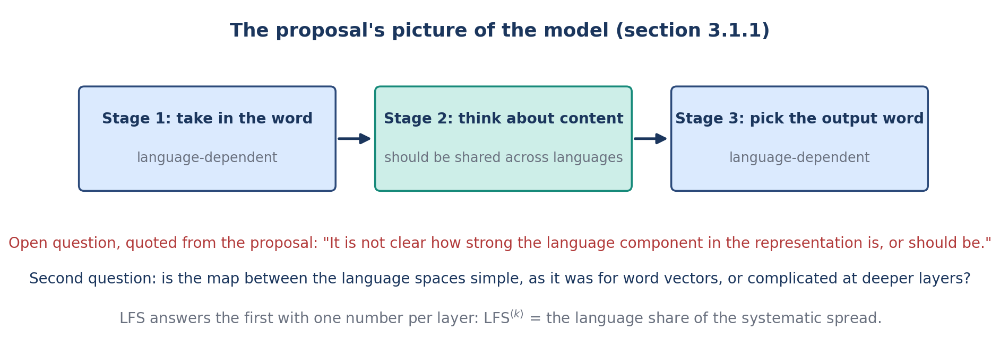 The proposal's picture of the model (section 3.1.1)
Stage 1: take in the word
language-dependent
Stage 2: think about content
should be shared across languages
Stage 3: pick the output word
language-dependent
Open question, quoted from the proposal: "It is not clear how strong the language component in the representation is, or should be."
Second question: is the map between the language spaces simple, as it was for word vectors, or complicated at deeper layers?
LFS answers the first with one number per layer: LFS⁽ᵏ⁾ = the language share of the systematic spread.